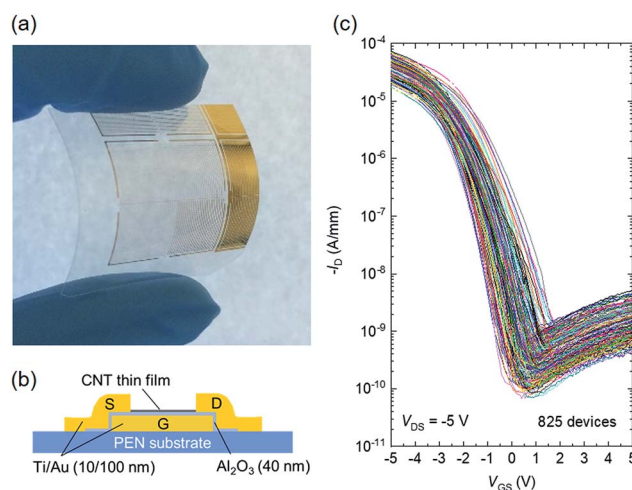 (a)
(b)
CNT thin film
S
D
G
PEN substrate
Ti/Au (10/100 nm)
Al₂O₃ (40 nm)
(c)
-I_D (A/mm)
10⁻⁴
10⁻⁵
10⁻⁶
10⁻⁷
10⁻⁸
10⁻⁹
10⁻¹⁰
10⁻¹¹
V_DS = -5 V
825 devices
-5 -4 -3 -2 -1 0 1 2 3 4 5
V_GS (V)